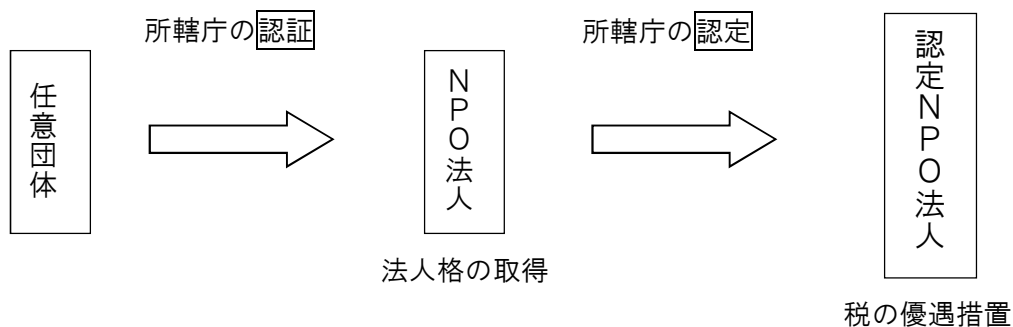 所轄庁の認証
所轄庁の認定
任意団体
NPO法人
認定NPO法人
法人格の取得
税の優遇措置